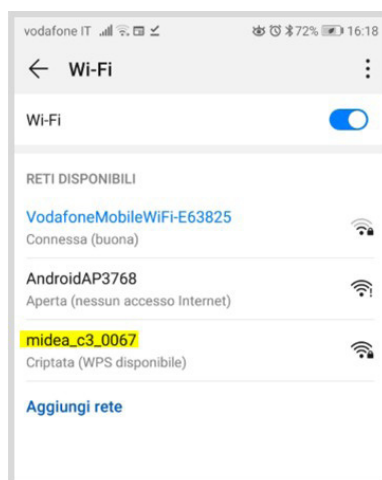 vodafone IT 72% 16:18
Wi-Fi
Wi-Fi
RETI DISPONIBILI
VodafoneMobileWiFi-E63825
Connessa (buona)
AndroidAP3768
Aperta (nessun accesso Internet)
midea_c3_0067
Criptata (WPS disponibile)
Aggiungi rete